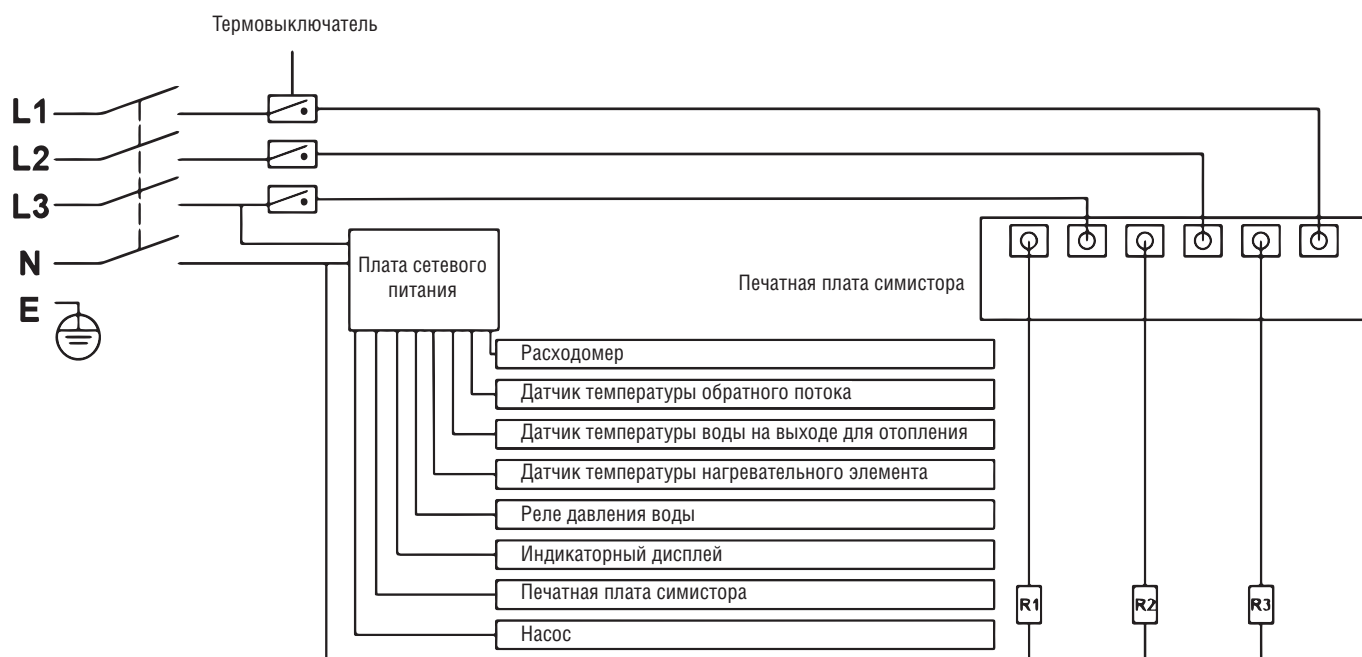 Термовыключатель
L1
L2
L3
N
E
Плата сетевого
питания
Печатная плата симистора
Расходомер
Датчик температуры обратного потока
Датчик температуры воды на выходе для отопления
Датчик температуры нагревательного элемента
Реле давления воды
Индикаторный дисплей
Печатная плата симистора
Насос
R1
R2
R3